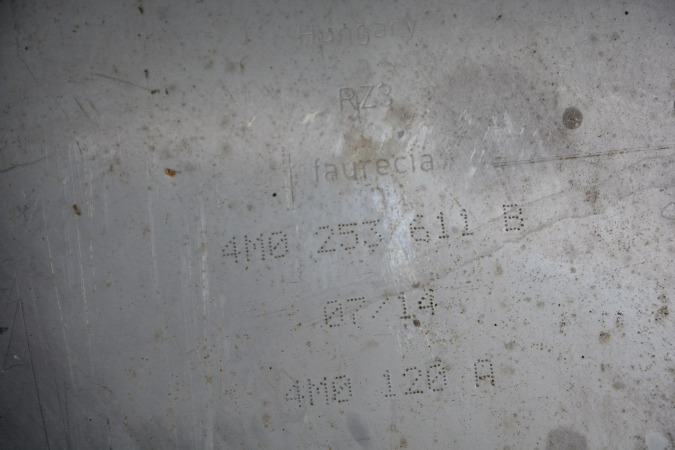 Hungary
RZ3
faurecia
4M0 253 611 B
07/14
4M0 120 A